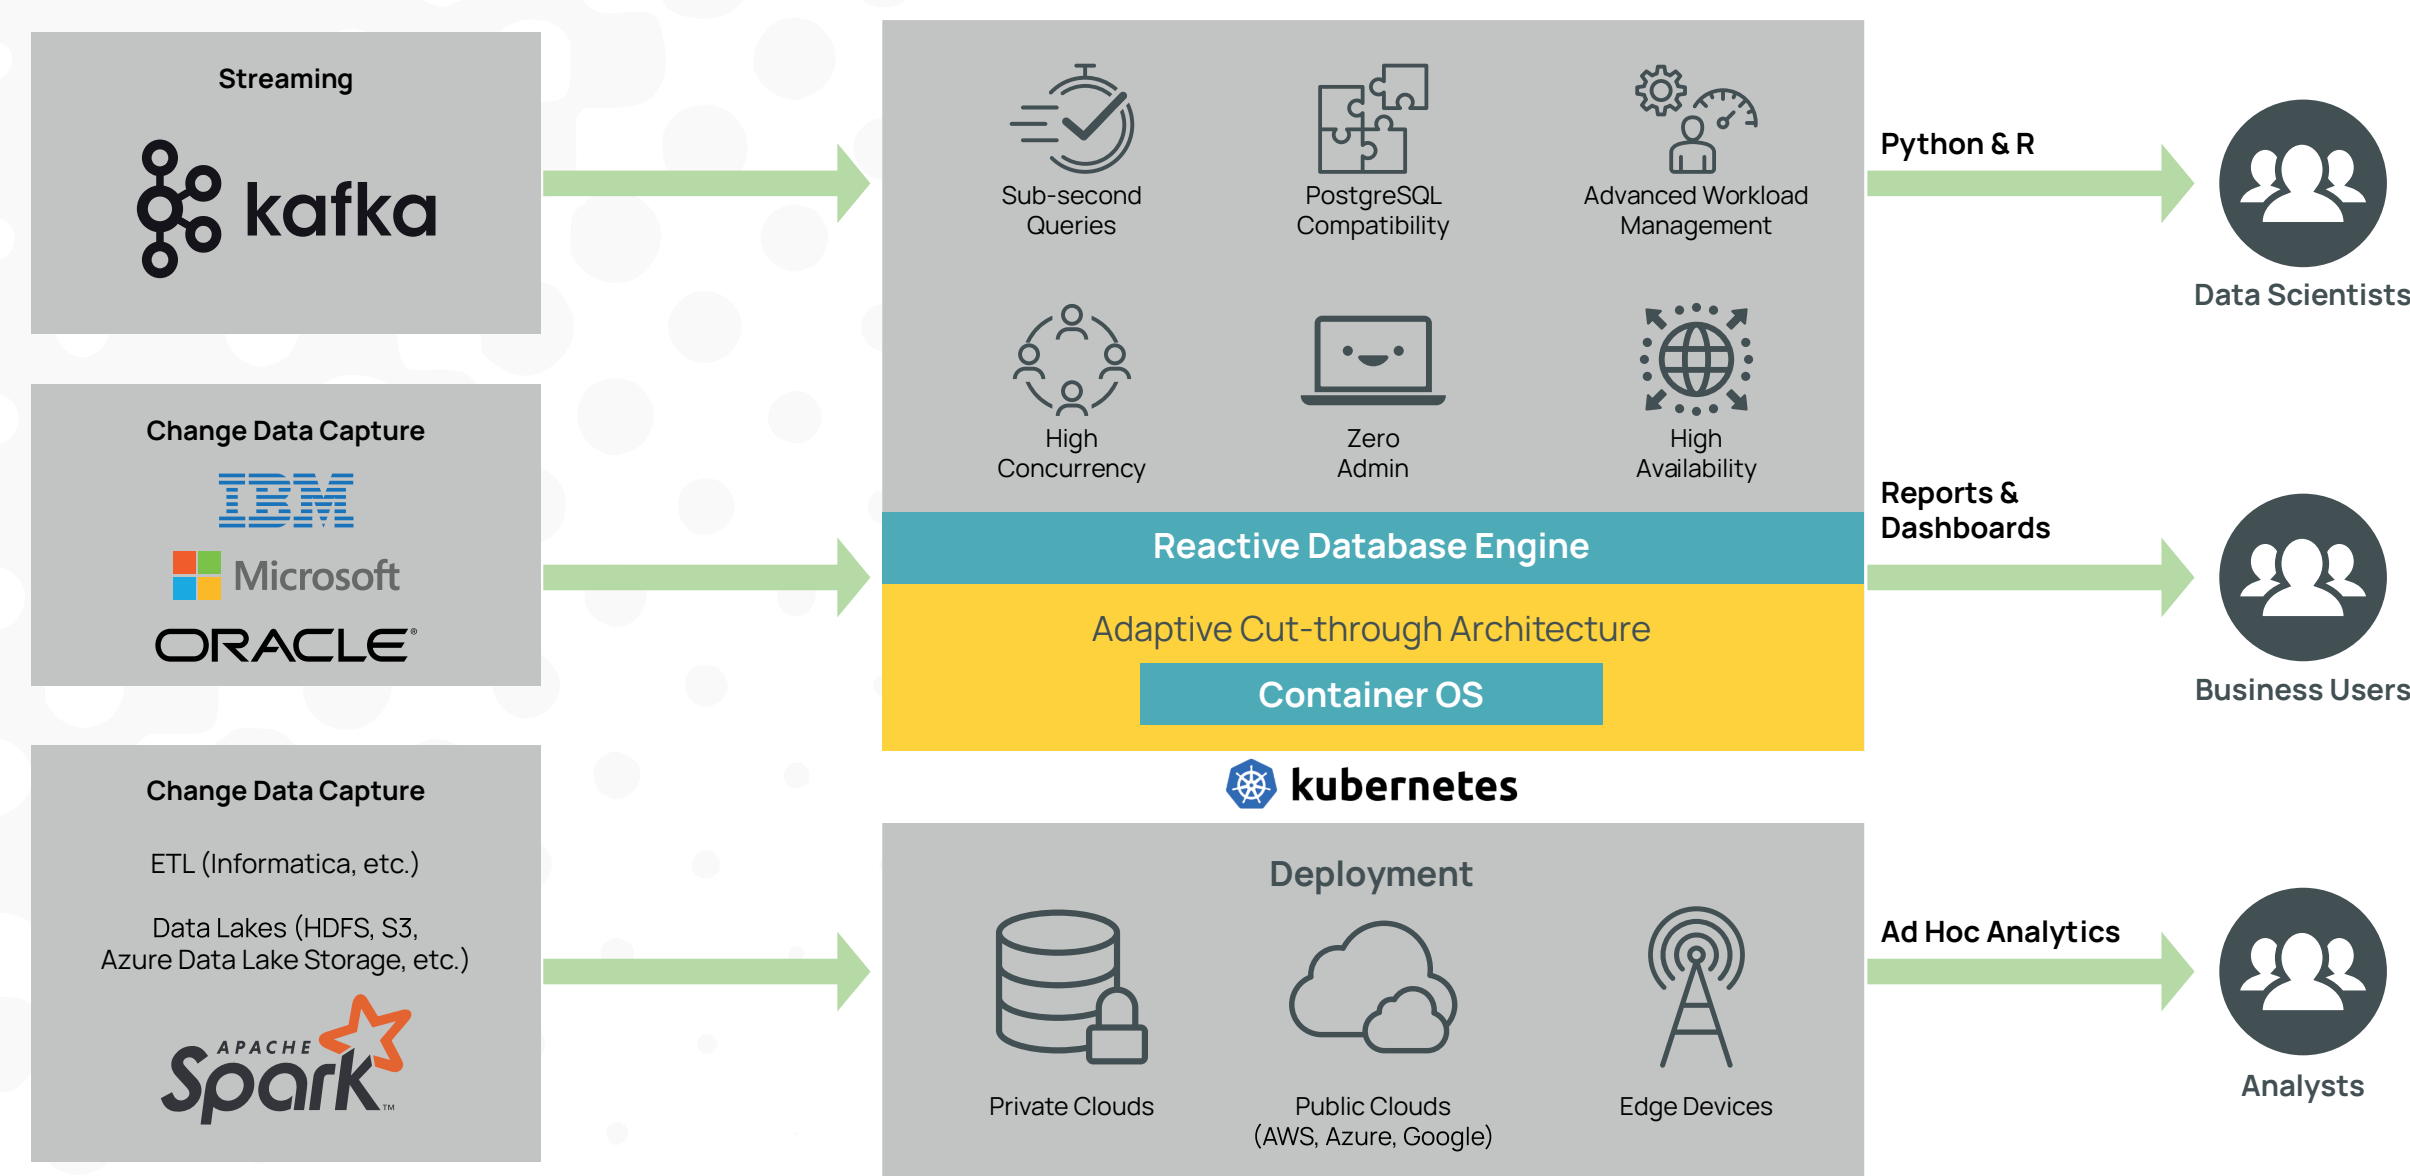 Streaming
kafka
Change Data Capture
IBM
Microsoft
ORACLE®
Change Data Capture
ETL (Informatica, etc.)
Data Lakes (HDFS, S3,
Azure Data Lake Storage, etc.)
APACHE
Spark™
Sub-second
Queries
PostgreSQL
Compatibility
Advanced Workload
Management
High
Concurrency
Zero
Admin
High
Availability
Reactive Database Engine
Adaptive Cut-through Architecture
Container OS
kubernetes
Deployment
Private Clouds
Public Clouds
(AWS, Azure, Google)
Edge Devices
Python & R
Data Scientists
Reports &
Dashboards
Business Users
Ad Hoc Analytics
Analysts